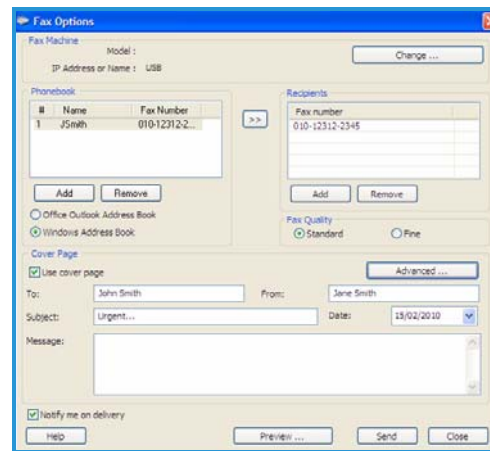 Fax Options
Fax Machine
Model :
Change ...
IP Address or Name : USB
Phonebook
# Name Fax Number
1 JSmith 010-12312-2...
Add Remove
Office Outlook Address Book
Windows Address Book
>>
Recipients
Fax number
010-12312-2345
Add Remove
Fax Quality
Standard Fine
Cover Page
Use cover page
Advanced ...
To: John Smith From: Jane Smith
Subject: Urgent... Date: 15/02/2010
Message:
Notify me on delivery
Help Preview ... Send Close